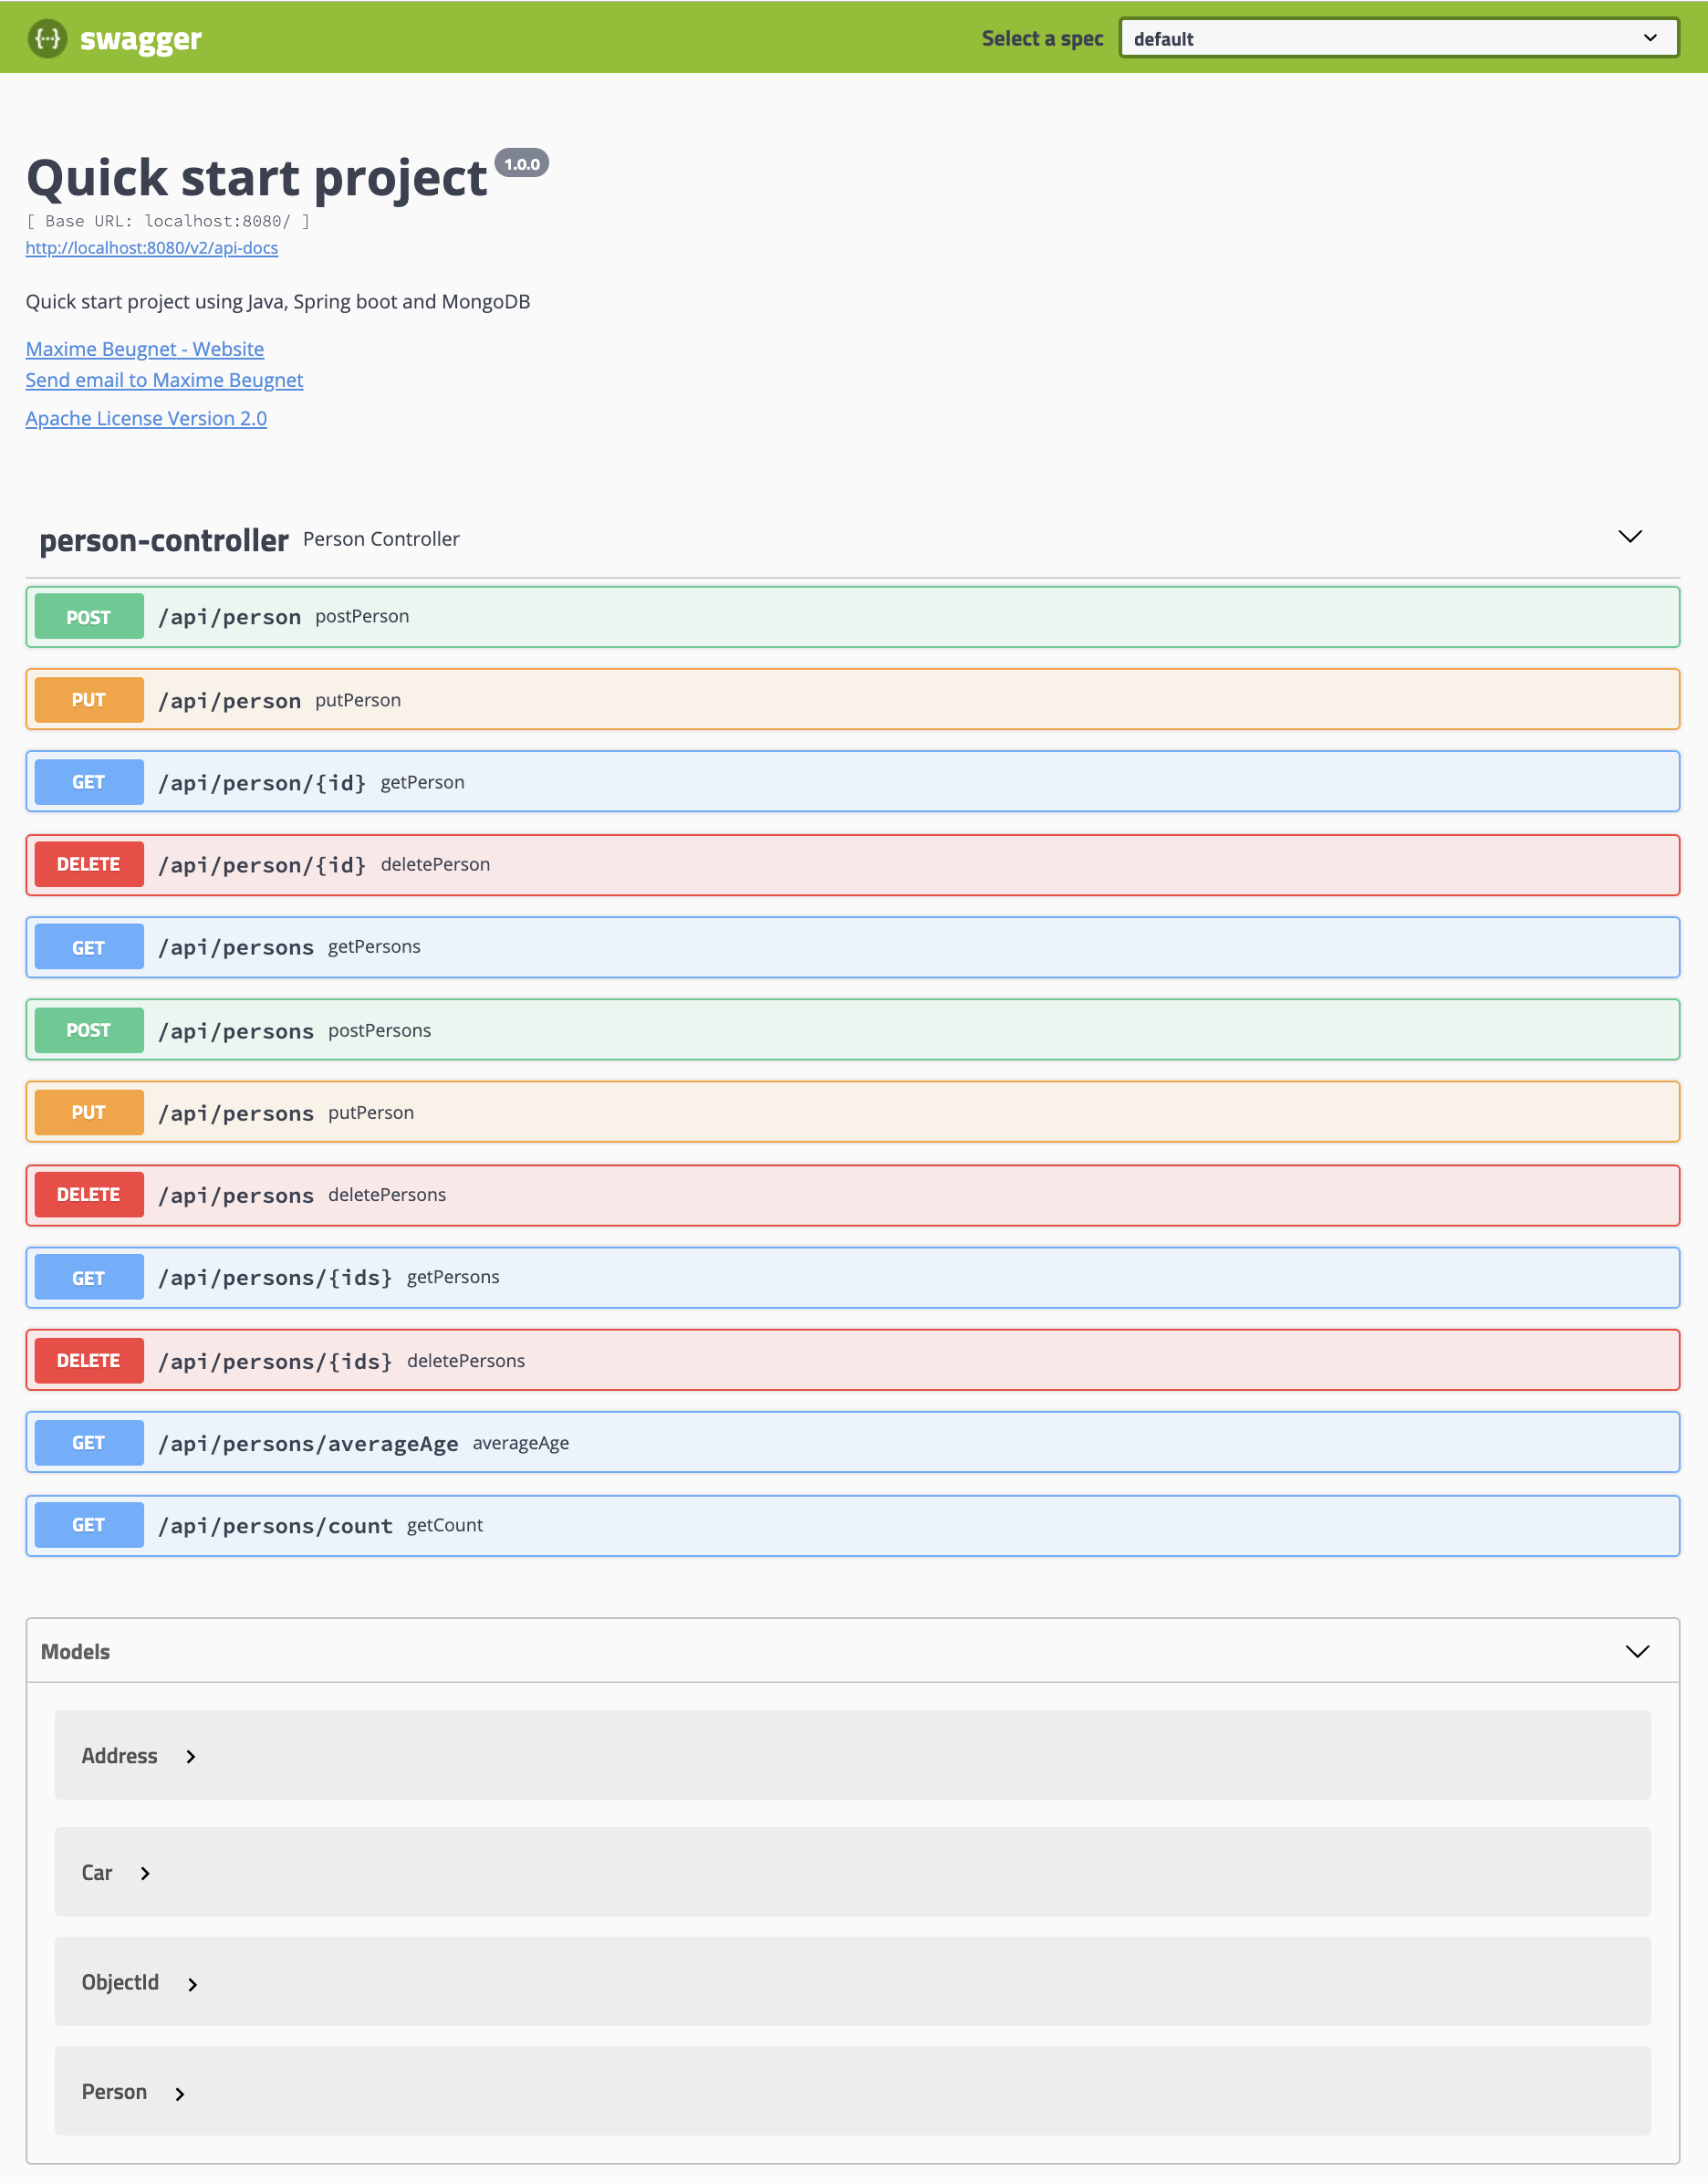 {...} swagger Select a spec default
Quick start project 1.0.0
[ Base URL: localhost:8080/ ]
http://localhost:8080/v2/api-docs
Quick start project using Java, Spring boot and MongoDB
Maxime Beugnet - Website
Send email to Maxime Beugnet
Apache License Version 2.0
person-controller Person Controller
POST /api/person postPerson
PUT /api/person putPerson
GET /api/person/{id} getPerson
DELETE /api/person/{id} deletePerson
GET /api/persons getPersons
POST /api/persons postPersons
PUT /api/persons putPerson
DELETE /api/persons deletePersons
GET /api/persons/{ids} getPersons
DELETE /api/persons/{ids} deletePersons
GET /api/persons/averageAge averageAge
GET /api/persons/count getCount
Models
Address
Car
ObjectId
Person